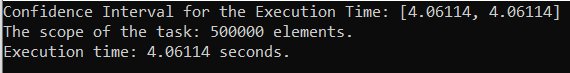 Confidence Interval for the Execution Time: [4.06114, 4.06114]
The scope of the task: 500000 elements.
Execution time: 4.06114 seconds.